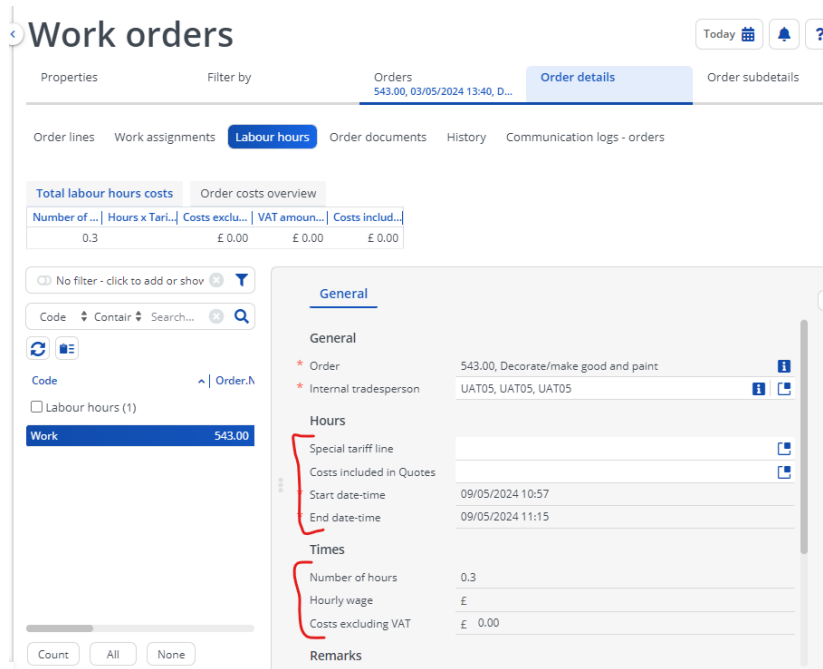 Work orders
Today
?
Properties
Filter by
Orders
543.00, 03/05/2024 13:40, D...
Order details
Order subdetails
Order lines
Work assignments
Labour hours
Order documents
History
Communication logs - orders
Total labour hours costs
Order costs overview
Number of ...
Hours x Tari...
Costs exclu...
VAT amoun...
Costs includ...
0.3
£ 0.00
£ 0.00
£ 0.00
No filter - click to add or shov
Code
Contair
Search...
Code
Order.N
Labour hours (1)
Work 543.00
Count
All
None
General
General
* Order 543.00, Decorate/make good and paint
* Internal tradesperson UAT05, UAT05, UAT05
Hours
Special tariff line
Costs included in Quotes
* Start date-time 09/05/2024 10:57
* End date-time 09/05/2024 11:15
Times
Number of hours 0.3
Hourly wage £
Costs excluding VAT £ 0.00
Remarks